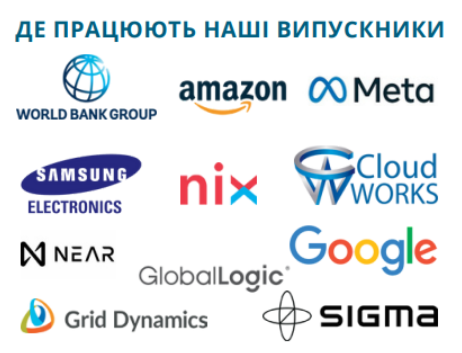 ДЕ ПРАЦЮЮТЬ НАШІ ВИПУСКНИКИ
WORLD BANK GROUP
amazon
Meta
SAMSUNG
ELECTRONICS
nix
Cloud
WORKS
NEAR
Google
GlobalLogic
Grid Dynamics
SIGMA